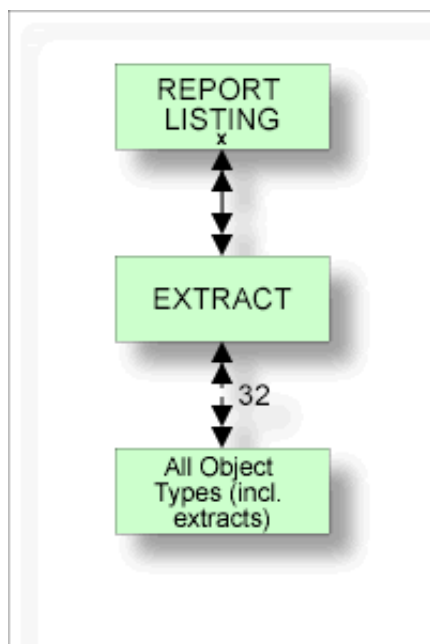 REPORT
LISTING
x
EXTRACT
32
All Object
Types (incl.
extracts)